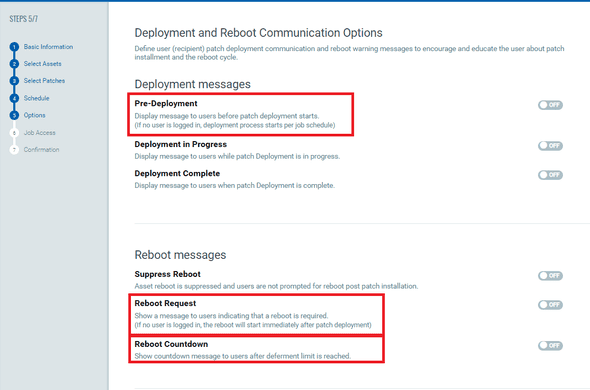 STEPS 5/7
1 Basic Information
2 Select Assets
3 Select Patches
4 Schedule
5 Options
6 Job Access
7 Confirmation
Deployment and Reboot Communication Options
Define user (recipient) patch deployment communication and reboot warning messages to encourage and educate the user about patch
installment and the reboot cycle.
Deployment messages
Pre-Deployment
OFF
Display message to users before patch deployment starts.
(If no user is logged in, deployment process starts per job schedule)
Deployment in Progress
OFF
Display message to users while patch Deployment is in progress.
Deployment Complete
OFF
Display message to users when patch Deployment is complete.
Reboot messages
Suppress Reboot
OFF
Asset reboot is suppressed and users are not prompted for reboot post patch installation.
Reboot Request
OFF
Show a message to users indicating that a reboot is required.
(If no user is logged in, the reboot will start immediately after patch deployment)
Reboot Countdown
OFF
Show countdown message to users after deferment limit is reached.